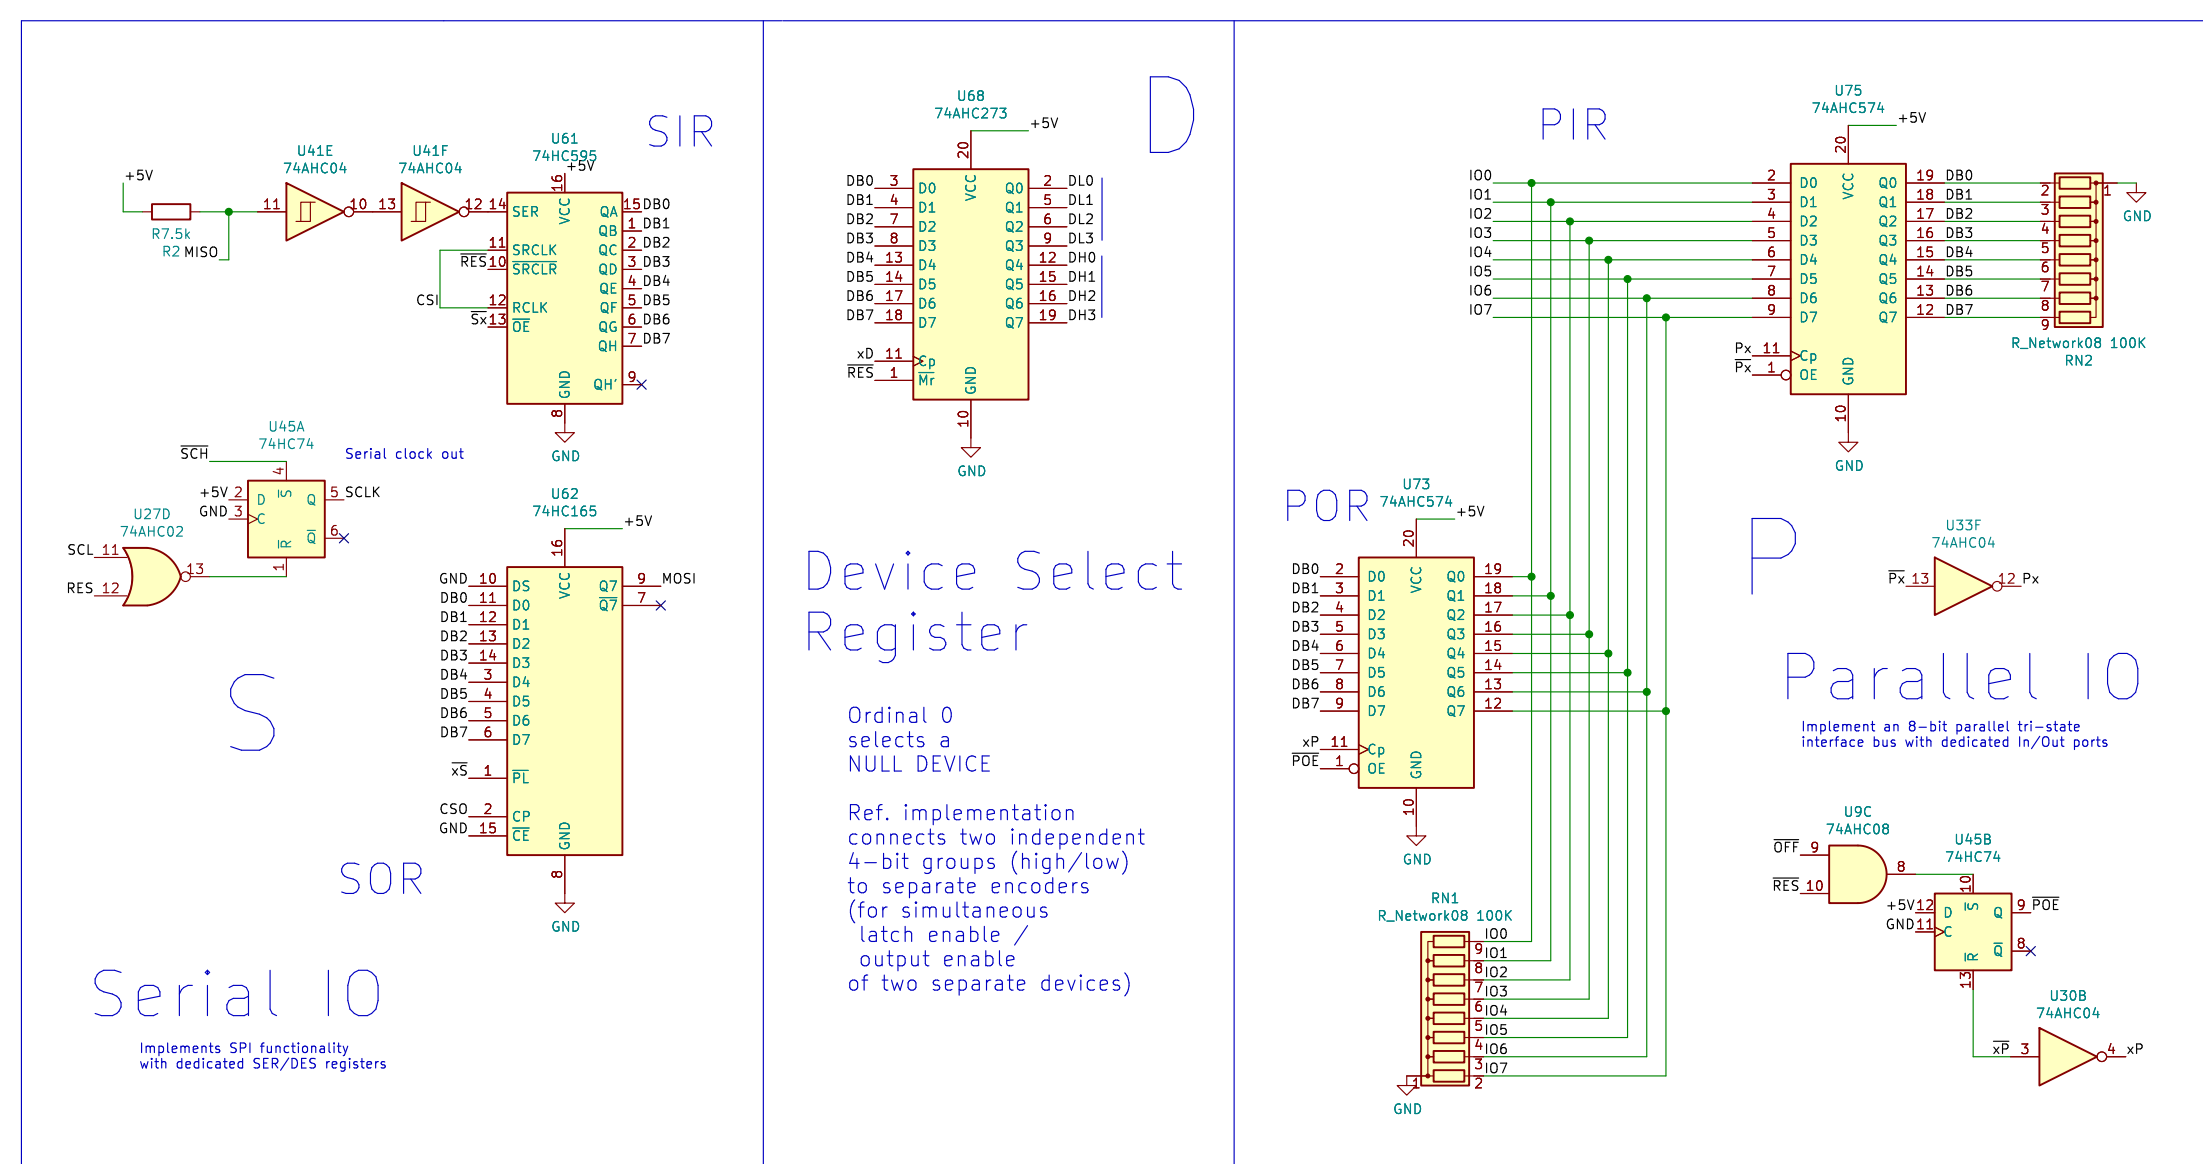 SIR
U41E
74AHC04
U41F
74AHC04
U61
74HC595
+5V
+5V
R7.5k
R2
MISO
11
10
13
12
14
SER
11
SRCLK
RES
10
SRCLR
CSI
12
RCLK
Sx
13
OE
16
VCC
QA
15
DB0
QB
1
DB1
QC
2
DB2
QD
3
DB3
QE
4
DB4
QF
5
DB5
QG
6
DB6
QH
7
DB7
QH'
9
GND
8
GND
U45A
74HC74
Serial clock out
SCH
4
+5V
2
D
S
Q
5
SCLK
GND
3
C
Q
6
R
1
U27D
74AHC02
SCL
11
RES
12
13
U62
74HC165
+5V
16
VCC
GND
10
DS
DB0
11
D0
DB1
12
D1
DB2
13
D2
DB3
14
D3
DB4
3
D4
DB5
4
D5
DB6
5
D6
DB7
6
D7
xS
1
PL
CSO
2
CP
GND
15
CE
Q7
9
MOSI
Q7
7
GND
8
GND
S
SOR
Serial IO
Implements SPI functionality
with dedicated SER/DES registers
D
U68
74AHC273
+5V
20
VCC
DB0
3
D0
Q0
2
DL0
DB1
4
D1
Q1
5
DL1
DB2
7
D2
Q2
6
DL2
DB3
8
D3
Q3
9
DL3
DB4
13
D4
Q4
12
DH0
DB5
14
D5
Q5
15
DH1
DB6
17
D6
Q6
16
DH2
DB7
18
D7
Q7
19
DH3
xD
11
Cp
RES
1
Mr
GND
10
GND
Device Select
Register
Ordinal 0
selects a
NULL DEVICE
Ref. implementation
connects two independent
4-bit groups (high/low)
to separate encoders
(for simultaneous
latch enable /
output enable
of two separate devices)
PIR
U75
74AHC574
+5V
20
VCC
IO0
2
D0
Q0
19
DB0
IO1
3
D1
Q1
18
DB1
IO2
4
D2
Q2
17
DB2
IO3
5
D3
Q3
16
DB3
IO4
6
D4
Q4
15
DB4
IO5
7
D5
Q5
14
DB5
IO6
8
D6
Q6
13
DB6
IO7
9
D7
Q7
12
DB7
Px
11
Cp
Px
1
OE
GND
10
GND
2
3
4
5
6
7
8
9
1
GND
R_Network08 100K
RN2
POR
U73
74AHC574
+5V
20
VCC
DB0
2
D0
Q0
19
DB1
3
D1
Q1
18
DB2
4
D2
Q2
17
DB3
5
D3
Q3
16
DB4
6
D4
Q4
15
DB5
7
D5
Q5
14
DB6
8
D6
Q6
13
DB7
9
D7
Q7
12
xP
11
Cp
POE
1
OE
GND
10
GND
RN1
R_Network08 100K
IO0
9
IO1
8
IO2
7
IO3
6
IO4
5
IO5
4
IO6
3
IO7
2
1
GND
P
U33F
74AHC04
Px
13
12
Px
Parallel IO
Implement an 8-bit parallel tri-state
interface bus with dedicated In/Out ports
U9C
74AHC08
OFF
9
RES
10
8
U45B
74HC74
10
+5V
12
D
S
Q
9
POE
GND
11
C
Q
8
R
13
U30B
74AHC04
xP
3
4
xP